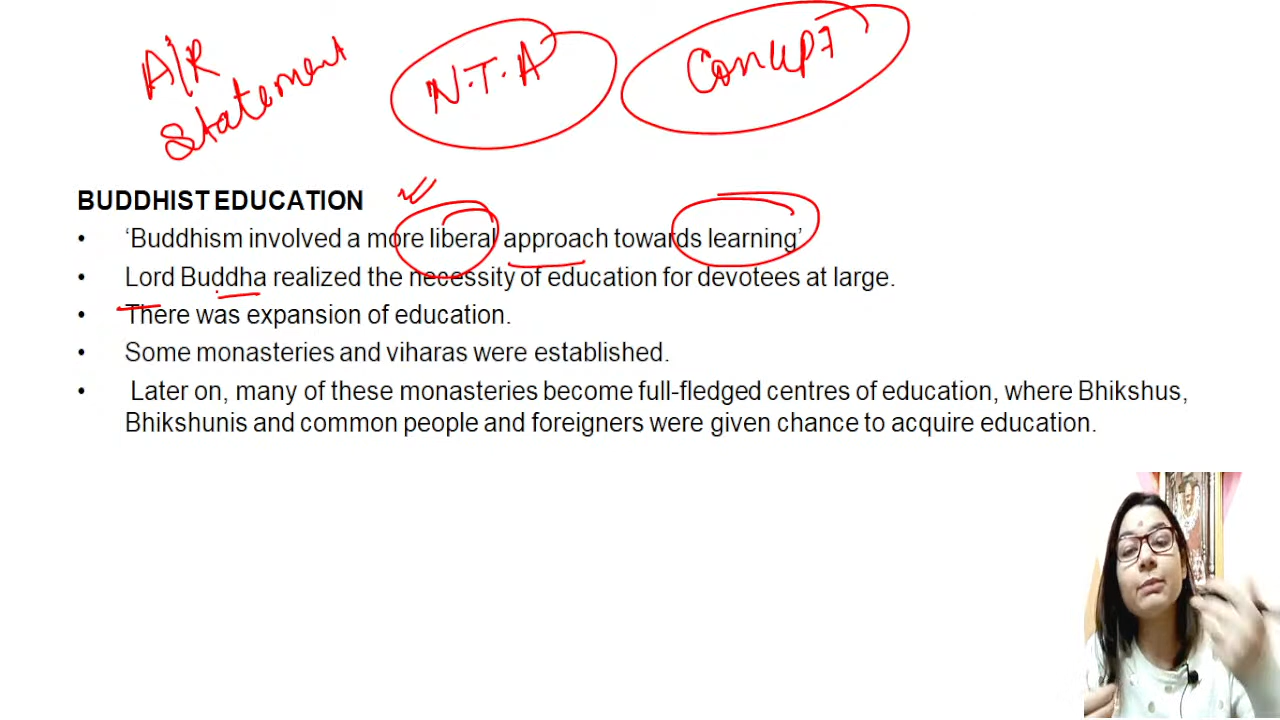 A/R
Statement
N.T.A
Concept
BUDDHIST EDUCATION
• ‘Buddhism involved a more liberal approach towards learning’
• Lord Buddha realized the necessity of education for devotees at large.
• There was expansion of education.
• Some monasteries and viharas were established.
• Later on, many of these monasteries become full-fledged centres of education, where Bhikshus,
Bhikshunis and common people and foreigners were given chance to acquire education.